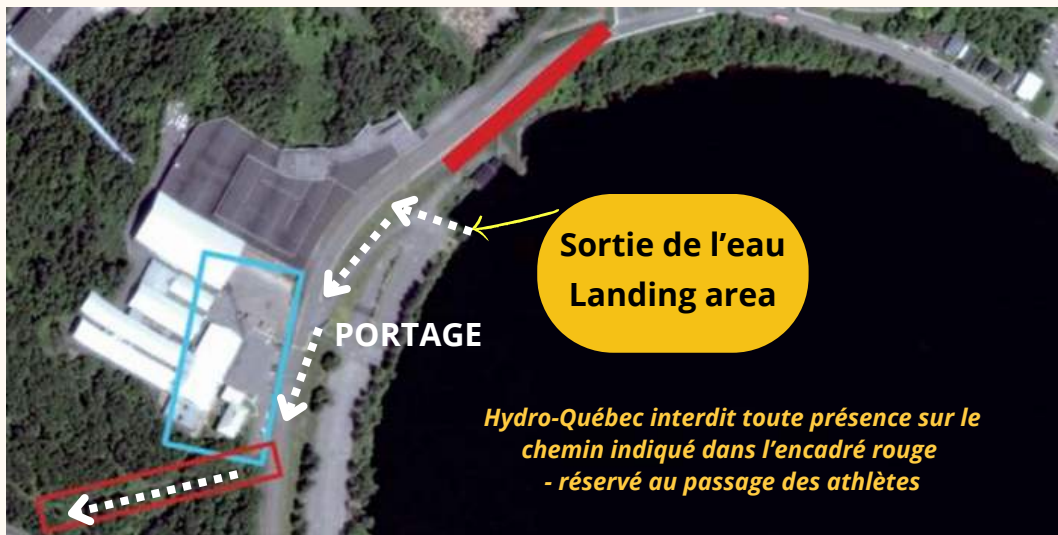 Sortie de l’eau
Landing area
PORTAGE
Hydro-Québec interdit toute présence sur le
chemin indiqué dans l’encadré rouge
- réservé au passage des athlètes